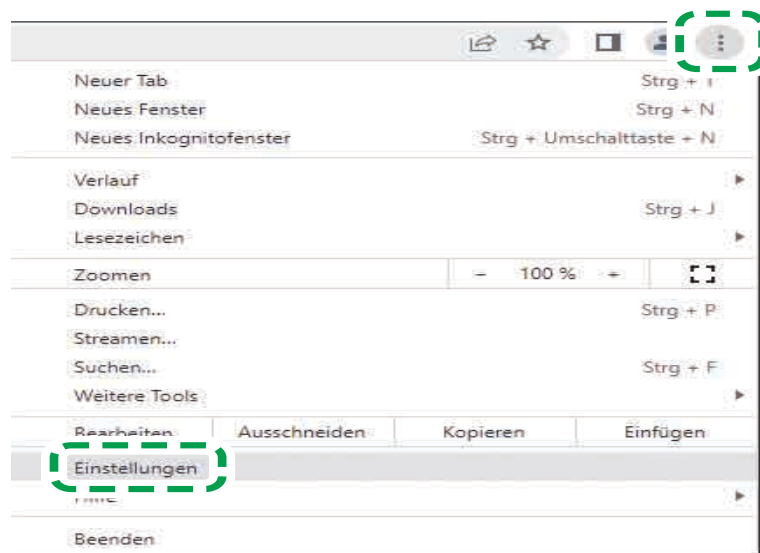 Neuer Tab Strg + T
Neues Fenster Strg + N
Neues Inkognitofenster Strg + Umschalttaste + N
Verlauf
Downloads Strg + J
Lesezeichen
Zoomen - 100 % +
Drucken... Strg + P
Streamen...
Suchen... Strg + F
Weitere Tools
Bearbeiten Ausschneiden Kopieren Einfügen
Einstellungen
Hilfe
Beenden